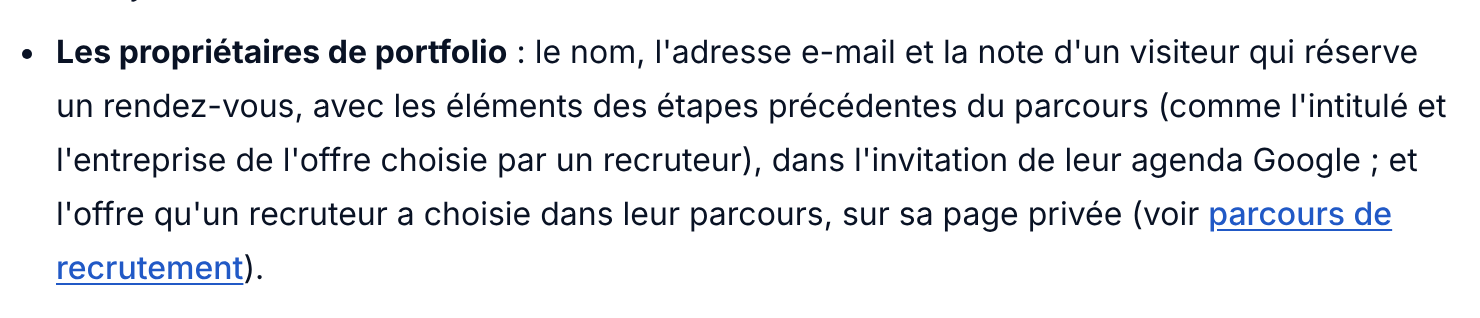 • Les propriétaires de portfolio : le nom, l'adresse e-mail et la note d'un visiteur qui réserve
un rendez-vous, avec les éléments des étapes précédentes du parcours (comme l'intitulé et
l'entreprise de l'offre choisie par un recruteur), dans l'invitation de leur agenda Google ; et
l'offre qu'un recruteur a choisie dans leur parcours, sur sa page privée (voir parcours de
recrutement).